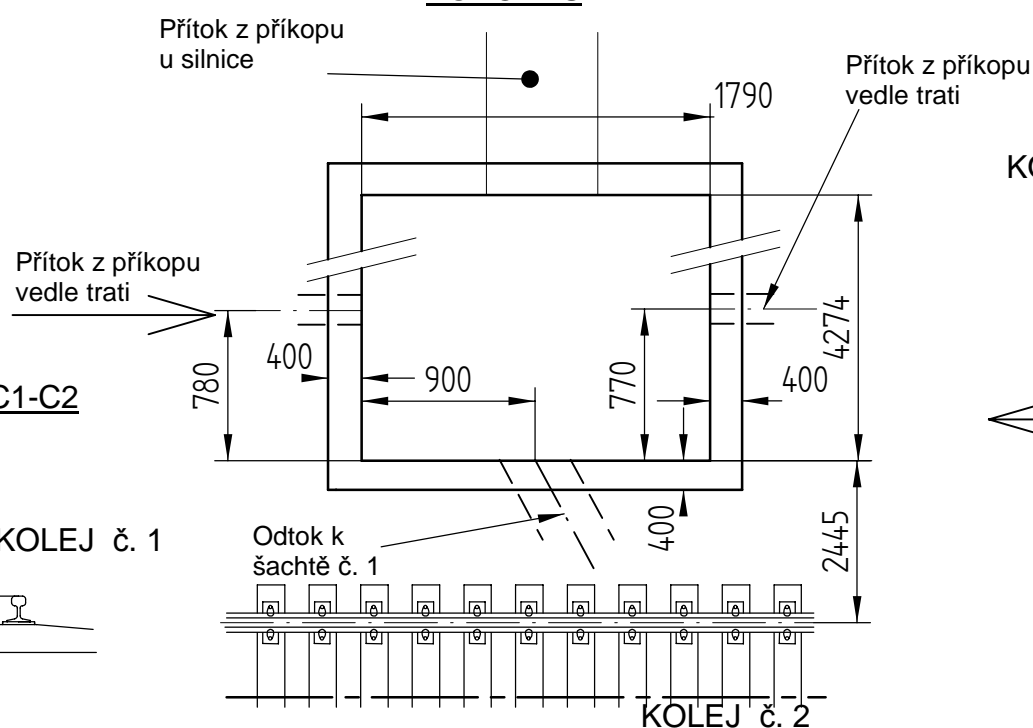 Přítok z příkopu
u silnice
Přítok z příkopu
vedle trati
1790
Přítok z příkopu
vedle trati
4274
780
400
900
770
400
C1-C2
400
2445
KOLEJ č. 1
Odtok k
šachtě č. 1
KOLEJ č. 2